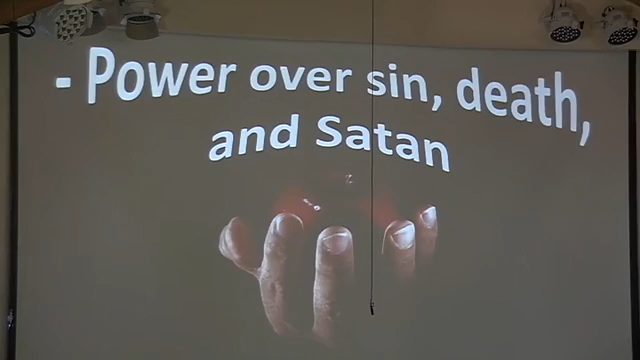 - Power over sin, death,
and Satan